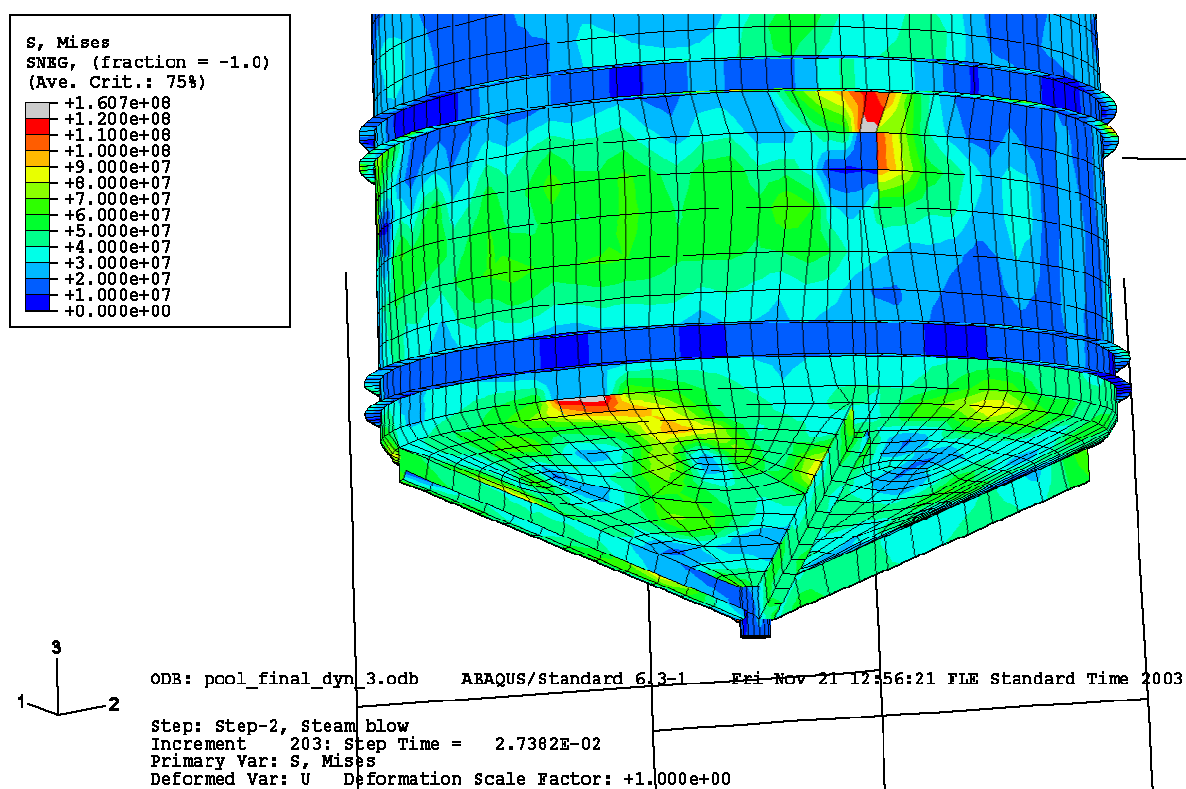 S, Mises
SNEG, (fraction = -1.0)
(Ave. Crit.: 75%)
+1.607e+08
+1.200e+08
+1.100e+08
+1.000e+08
+9.000e+07
+8.000e+07
+7.000e+07
+6.000e+07
+5.000e+07
+4.000e+07
+3.000e+07
+2.000e+07
+1.000e+07
+0.000e+00
3
1
2
ODB: pool_final_dyn_3.odb ABAQUS/Standard 6.3-1 Fri Nov 21 12:56:21 FLE Standard Time 2003
Step: Step-2, Steam blow
Increment 203: Step Time = 2.7382E-02
Primary Var: S, Mises
Deformed Var: U Deformation Scale Factor: +1.000e+00